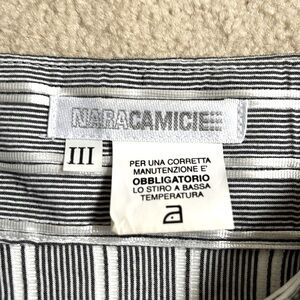 NARACAMICIE
III
PER UNA CORRETTA
MANUTENZIONE E'
OBBLIGATORIO
LO STIRO A BASSA
TEMPERATURA
a